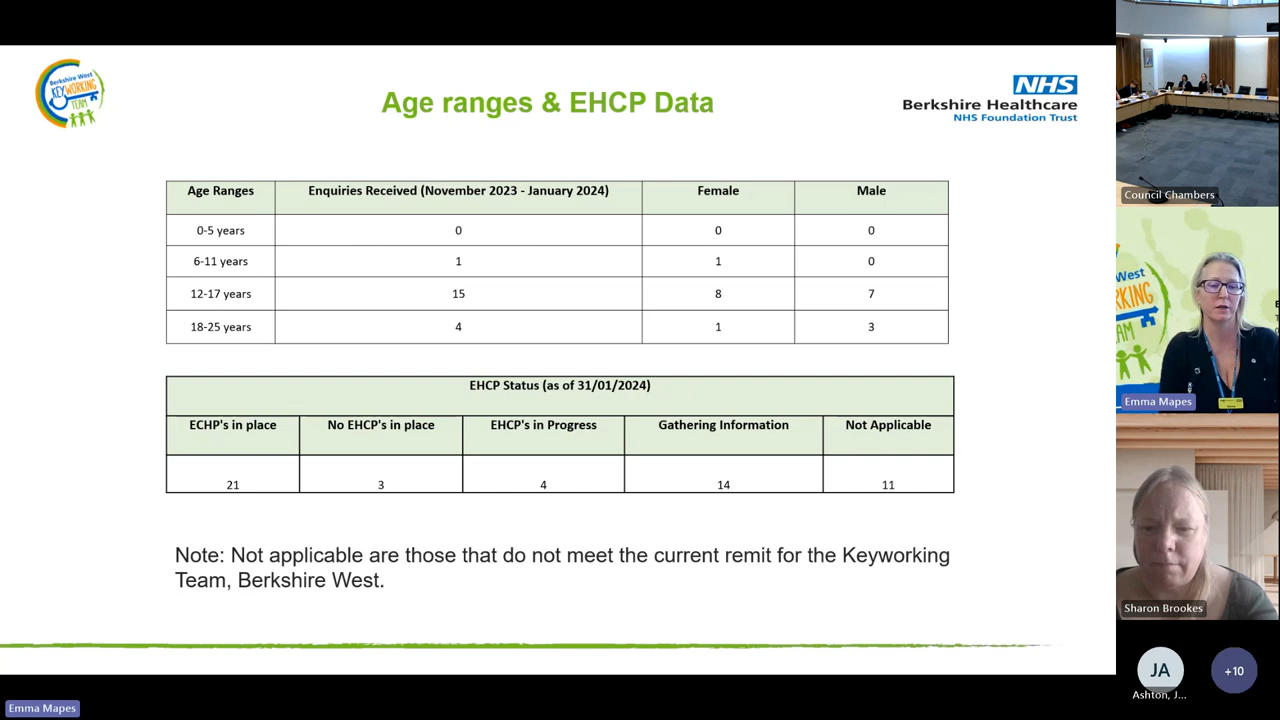 Berkshire West
KEYWORKING
TEAM
Age ranges & EHCP Data
NHS
Berkshire Healthcare
NHS Foundation Trust
Age Ranges Enquiries Received (November 2023 - January 2024) Female Male
0-5 years 0 0 0
6-11 years 1 1 0
12-17 years 15 8 7
18-25 years 4 1 3
EHCP Status (as of 31/01/2024)
ECHP's in place No EHCP's in place EHCP's in Progress Gathering Information Not Applicable
21 3 4 14 11
Note: Not applicable are those that do not meet the current remit for the Keyworking
Team, Berkshire West.
Emma Mapes
Council Chambers
West
Emma Mapes
Sharon Brookes
JA
+10
Ashton, J...